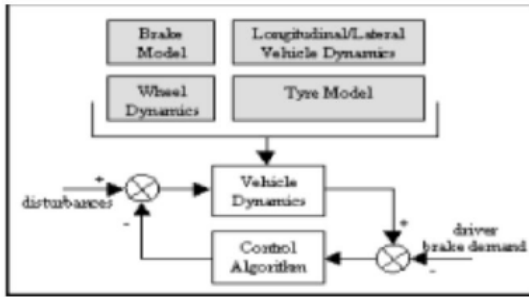 Brake
Model
Longitudinal/Lateral
Vehicle Dynamics
Wheel
Dynamics
Tyre Model
Vehicle
Dynamics
+
disturbances
-
+
driver
brake demand
-
Control
Algorithm